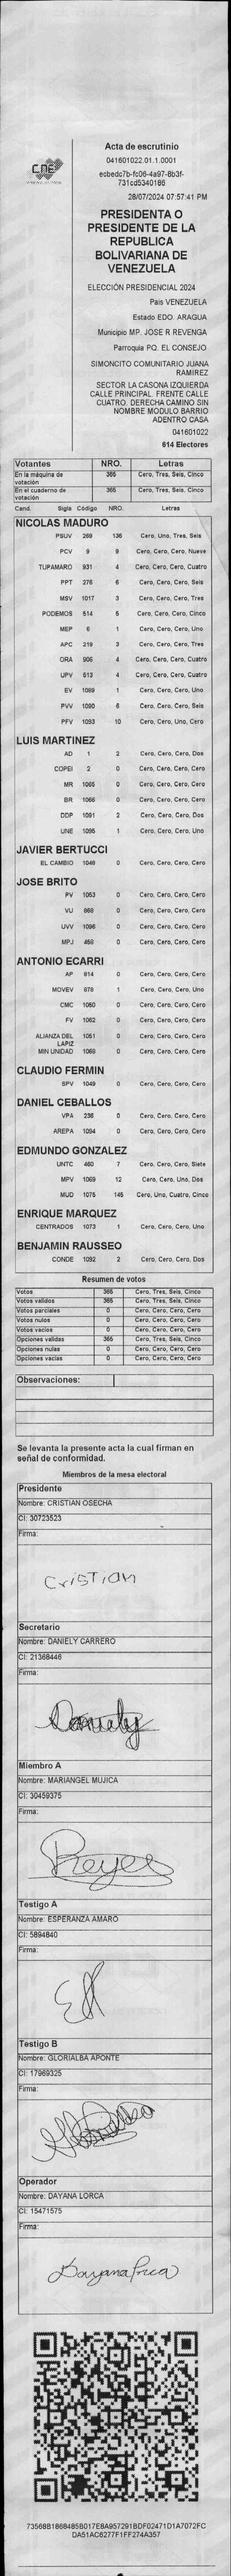 CNE
Acta de escrutinio
041601022.01.1.0001
ecbedc7b-fc06-4a97-8b3f-
731cd5340186
28/07/2024 07:57:41 PM
PRESIDENTA O
PRESIDENTE DE LA
REPUBLICA
BOLIVARIANA DE
VENEZUELA
ELECCIÓN PRESIDENCIAL 2024
Pais VENEZUELA
Estado EDO. ARAGUA
Municipio MP. JOSE R REVENGA
Parroquia PQ. EL CONSEJO
SIMONCITO COMUNITARIO JUANA
RAMIREZ
SECTOR LA CASONA IZQUIERDA
CALLE PRINCIPAL. FRENTE CALLE
CUATRO. DERECHA CAMINO SIN
NOMBRE MODULO BARRIO
ADENTRO CASA
041601022
614 Electores
Votantes NRO. Letras
En la máquina de votación 365 Cero, Tres, Seis, Cinco
En el cuaderno de votación 365 Cero, Tres, Seis, Cinco
Cand. Sigla Código NRO. Letras
NICOLAS MADURO
PSUV 269 136 Cero, Uno, Tres, Seis
PCV 9 9 Cero, Cero, Cero, Nueve
TUPAMARO 931 4 Cero, Cero, Cero, Cuatro
PPT 276 6 Cero, Cero, Cero, Seis
MSV 1017 3 Cero, Cero, Cero, Tres
PODEMOS 514 5 Cero, Cero, Cero, Cinco
MEP 6 1 Cero, Cero, Cero, Uno
APC 219 3 Cero, Cero, Cero, Tres
ORA 906 4 Cero, Cero, Cero, Cuatro
UPV 513 4 Cero, Cero, Cero, Cuatro
EV 1089 1 Cero, Cero, Cero, Uno
PVV 1090 6 Cero, Cero, Cero, Seis
PFV 1093 10 Cero, Cero, Uno, Cero
LUIS MARTINEZ
AD 1 2 Cero, Cero, Cero, Dos
COPEI 2 0 Cero, Cero, Cero, Cero
MR 1065 0 Cero, Cero, Cero, Cero
BR 1066 0 Cero, Cero, Cero, Cero
DDP 1091 2 Cero, Cero, Cero, Dos
UNE 1095 1 Cero, Cero, Cero, Uno
JAVIER BERTUCCI
EL CAMBIO 1048 0 Cero, Cero, Cero, Cero
JOSE BRITO
PV 1053 0 Cero, Cero, Cero, Cero
VU 868 0 Cero, Cero, Cero, Cero
UVV 1096 0 Cero, Cero, Cero, Cero
MPJ 459 0 Cero, Cero, Cero, Cero
ANTONIO ECARRI
AP 814 0 Cero, Cero, Cero, Cero
MOVEV 878 1 Cero, Cero, Cero, Uno
CMC 1050 0 Cero, Cero, Cero, Cero
FV 1062 0 Cero, Cero, Cero, Cero
ALIANZA DEL LAPIZ 1051 0 Cero, Cero, Cero, Cero
MIN UNIDAD 1069 0 Cero, Cero, Cero, Cero
CLAUDIO FERMIN
SPV 1049 0 Cero, Cero, Cero, Cero
DANIEL CEBALLOS
VPA 236 0 Cero, Cero, Cero, Cero
AREPA 1094 0 Cero, Cero, Cero, Cero
EDMUNDO GONZALEZ
UNTC 460 7 Cero, Cero, Cero, Siete
MPV 1069 12 Cero, Cero, Uno, Dos
MUD 1075 145 Cero, Uno, Cuatro, Cinco
ENRIQUE MARQUEZ
CENTRADOS 1073 1 Cero, Cero, Cero, Uno
BENJAMIN RAUSSEO
CONDE 1092 2 Cero, Cero, Cero, Dos
Resumen de votos
Votos 365 Cero, Tres, Seis, Cinco
Votos validos 365 Cero, Tres, Seis, Cinco
Votos parciales 0 Cero, Cero, Cero, Cero
Votos nulos 0 Cero, Cero, Cero, Cero
Votos vacios 0 Cero, Cero, Cero, Cero
Opciones validas 365 Cero, Tres, Seis, Cinco
Opciones nulas 0 Cero, Cero, Cero, Cero
Opciones vacias 0 Cero, Cero, Cero, Cero
Observaciones:
Se levanta la presente acta la cual firman en
señal de conformidad.
Miembros de la mesa electoral
Presidente
Nombre: CRISTIAN OSECHA
CI: 30723523
Firma:
CristiAN
Secretario
Nombre: DANIELY CARRERO
CI: 21368446
Firma:
Daniely
Miembro A
Nombre: MARIANGEL MUJICA
CI: 30459375
Firma:
Reyes
Testigo A
Nombre: ESPERANZA AMARO
CI: 5894840
Firma:
Testigo B
Nombre: GLORIALBA APONTE
CI: 17969325
Firma:
Operador
Nombre: DAYANA LORCA
CI: 15471575
Firma:
73568B1868485B017E8A957291BDF02471D1A7072FC
DA51AC6277F1FF274A357